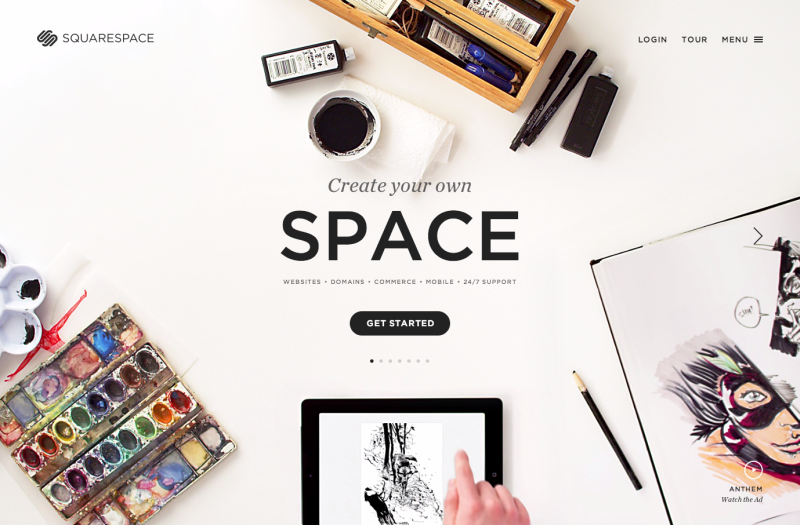 SQUARESPACE
LOGIN TOUR MENU
Create your own
SPACE
WEBSITES • DOMAINS • COMMERCE • MOBILE • 24/7 SUPPORT
GET STARTED
ANTHEM
Watch the Ad